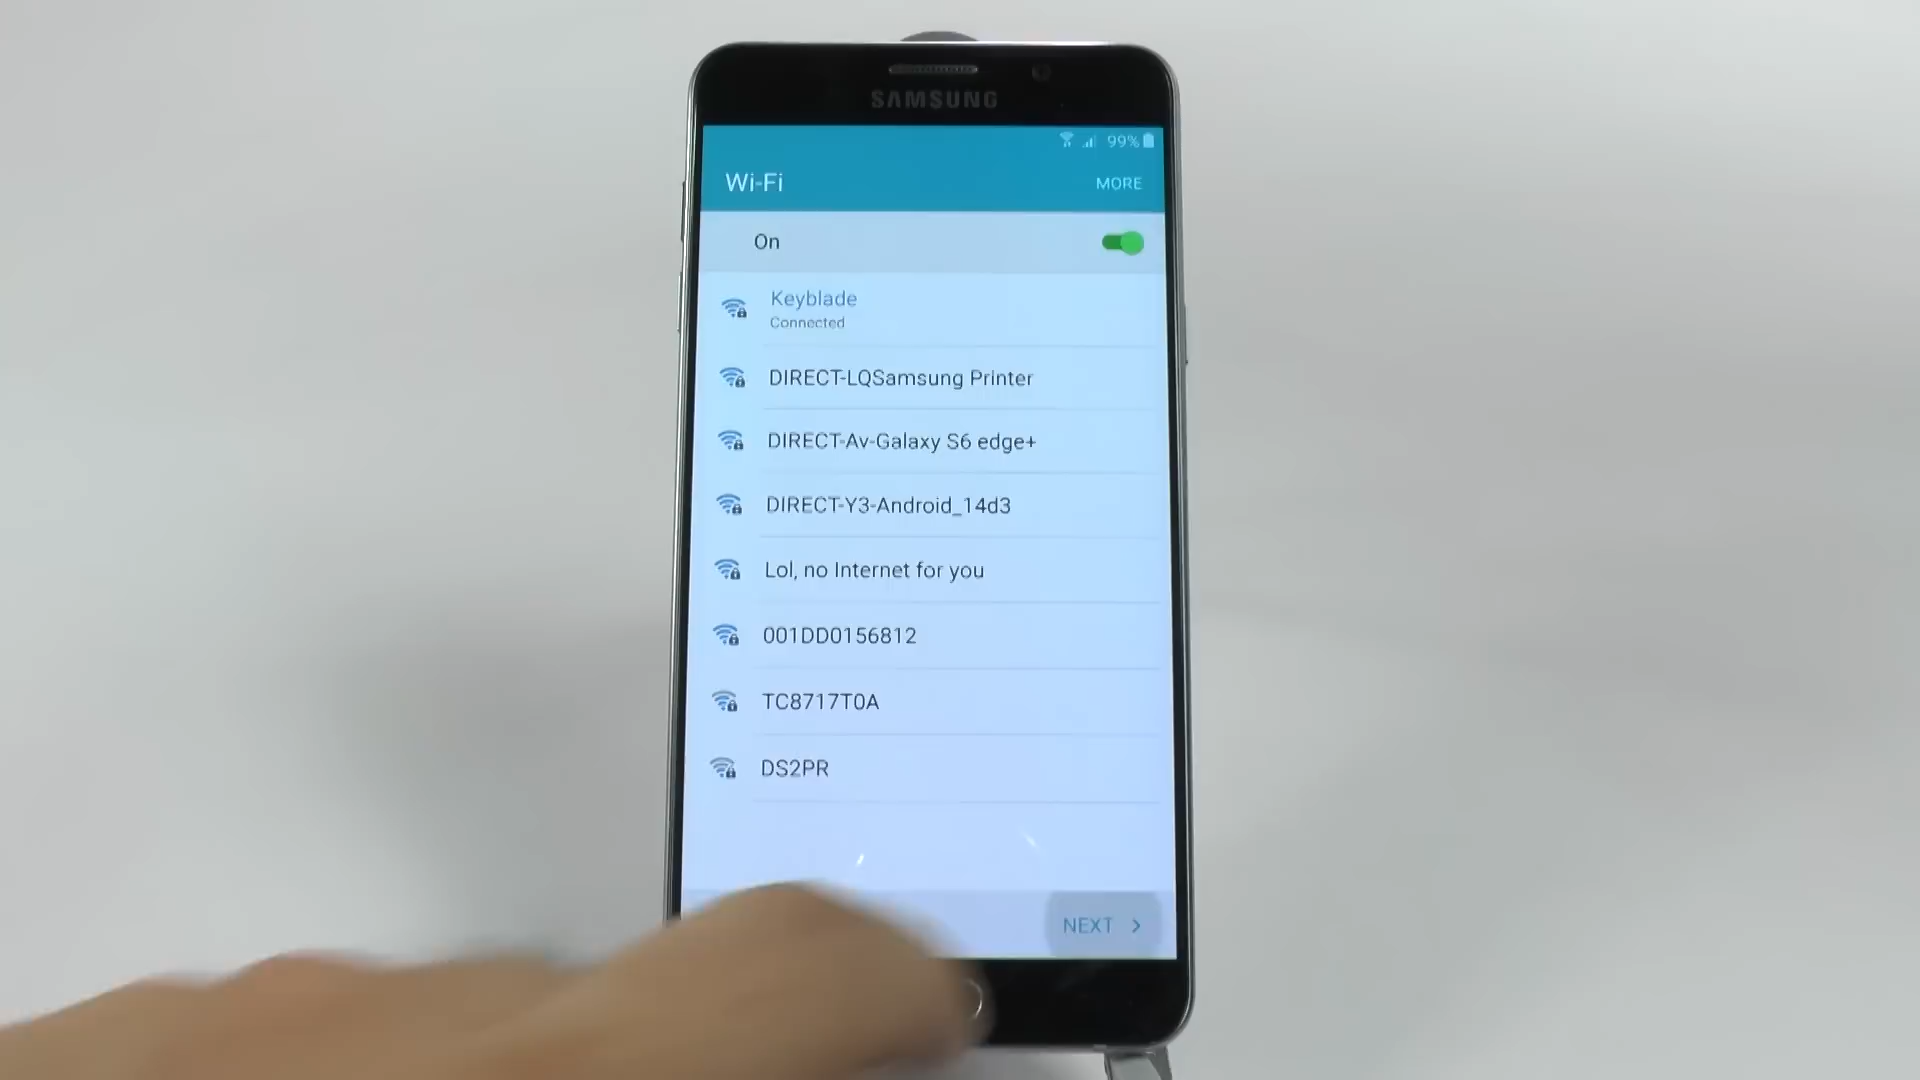 SAMSUNG
99%
Wi-Fi
MORE
On
Keyblade
Connected
DIRECT-LQSamsung Printer
DIRECT-Av-Galaxy S6 edge+
DIRECT-Y3-Android_14d3
Lol, no Internet for you
001DD0156812
TC8717T0A
DS2PR
NEXT >